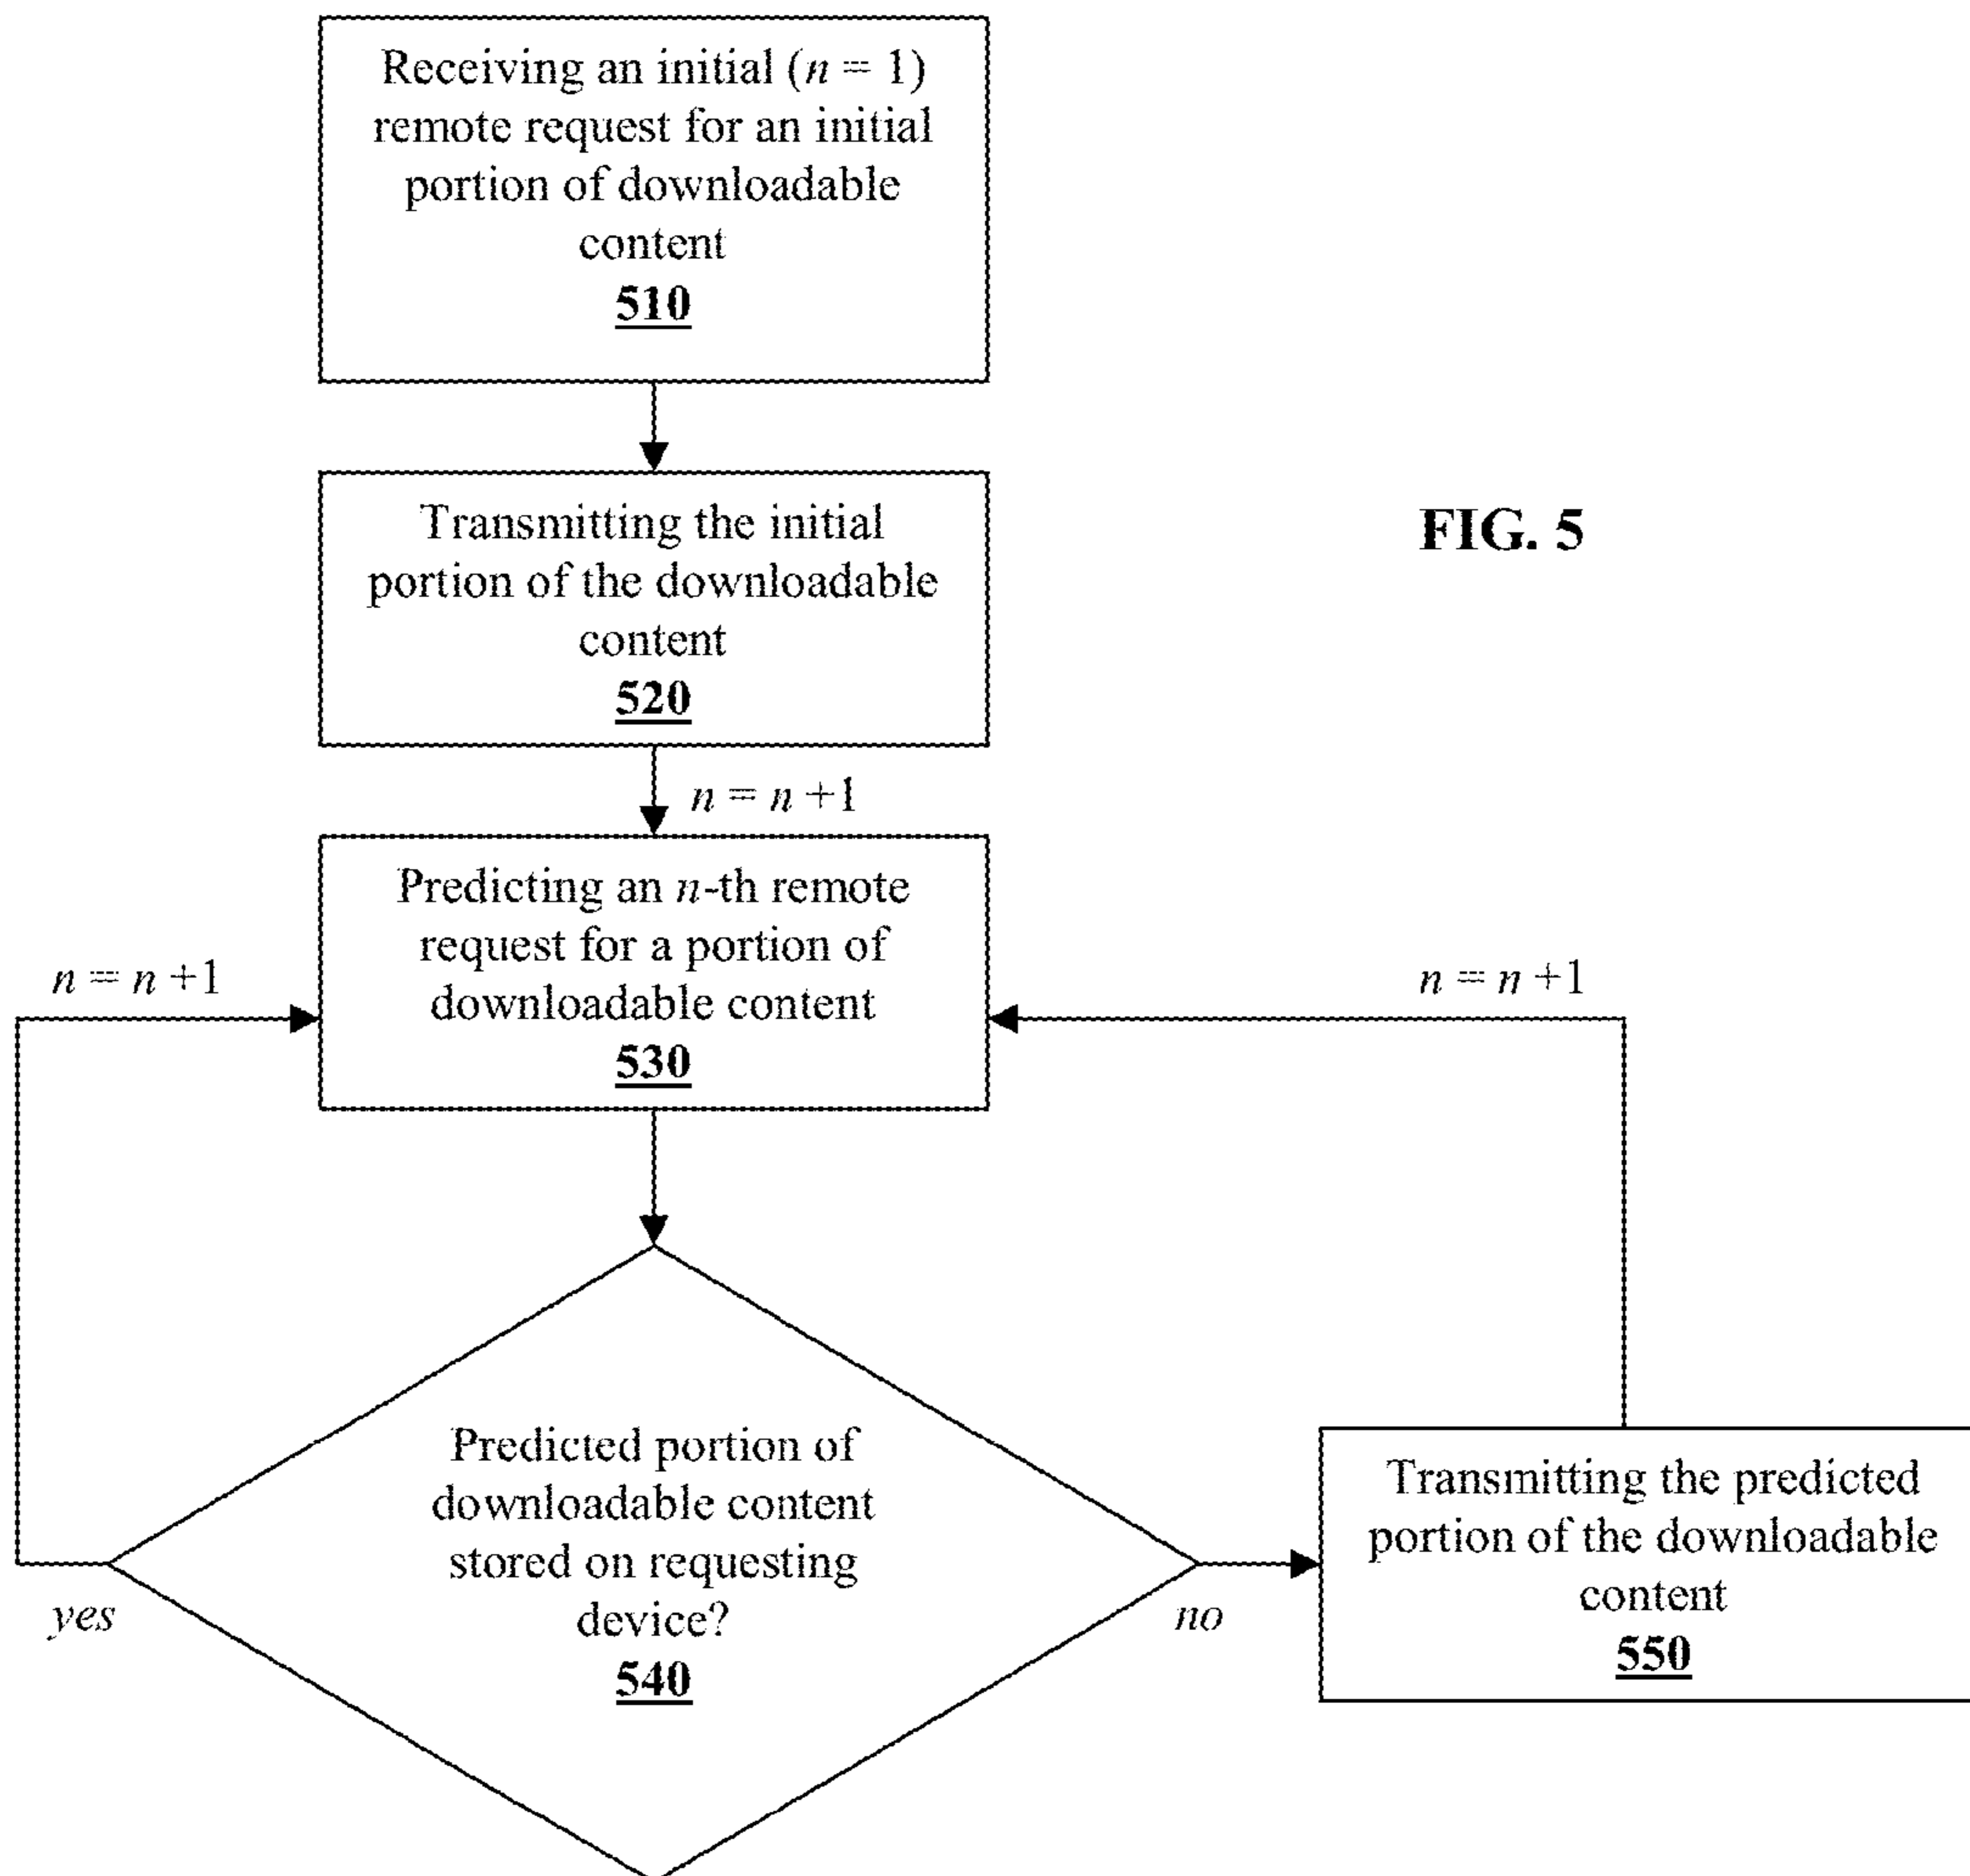 Receiving an initial (n = 1)
remote request for an initial
portion of downloadable
content
510
Transmitting the initial
portion of the downloadable
content
520
FIG. 5
n = n +1
Predicting an n-th remote
request for a portion of
downloadable content
530
n = n +1
n = n +1
Predicted portion of
downloadable content
stored on requesting
device?
540
yes
no
Transmitting the predicted
portion of the downloadable
content
550